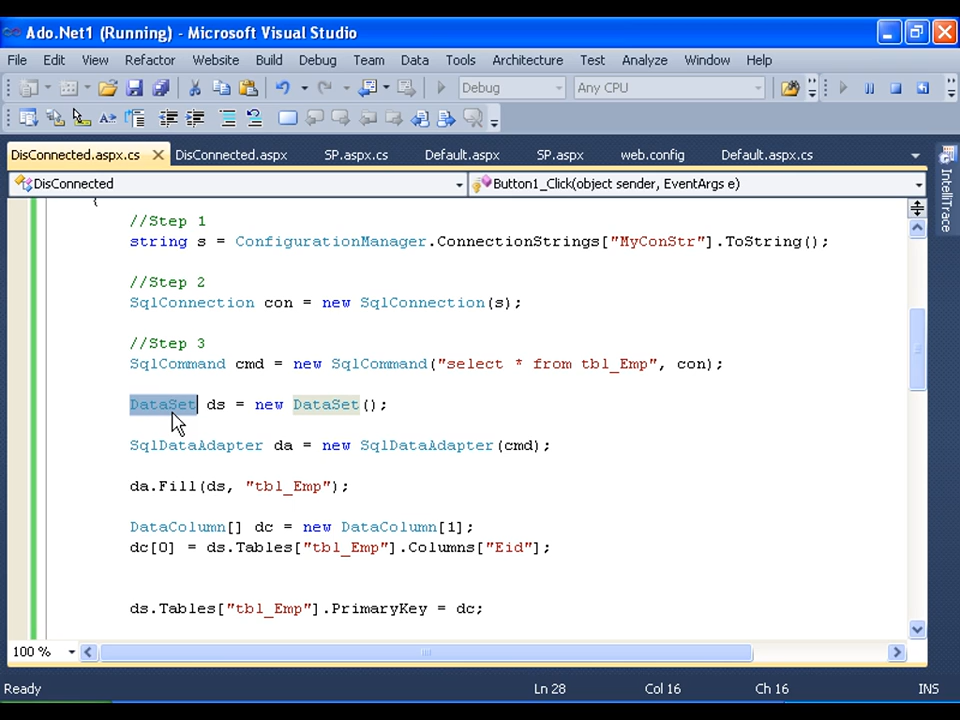 Ado.Net1 (Running) - Microsoft Visual Studio
File Edit View Refactor Website Build Debug Team Data Tools Architecture Test Analyze Window Help
Debug Any CPU
DisConnected.aspx.cs DisConnected.aspx SP.aspx.cs Default.aspx SP.aspx web.config Default.aspx.cs
DisConnected Button1_Click(object sender, EventArgs e)
IntelliTrace
{
//Step 1
string s = ConfigurationManager.ConnectionStrings["MyConStr"].ToString();
//Step 2
SqlConnection con = new SqlConnection(s);
//Step 3
SqlCommand cmd = new SqlCommand("select * from tbl_Emp", con);
DataSet ds = new DataSet();
SqlDataAdapter da = new SqlDataAdapter(cmd);
da.Fill(ds, "tbl_Emp");
DataColumn[] dc = new DataColumn[1];
dc[0] = ds.Tables["tbl_Emp"].Columns["Eid"];
ds.Tables["tbl_Emp"].PrimaryKey = dc;
100 %
Ready Ln 28 Col 16 Ch 16 INS